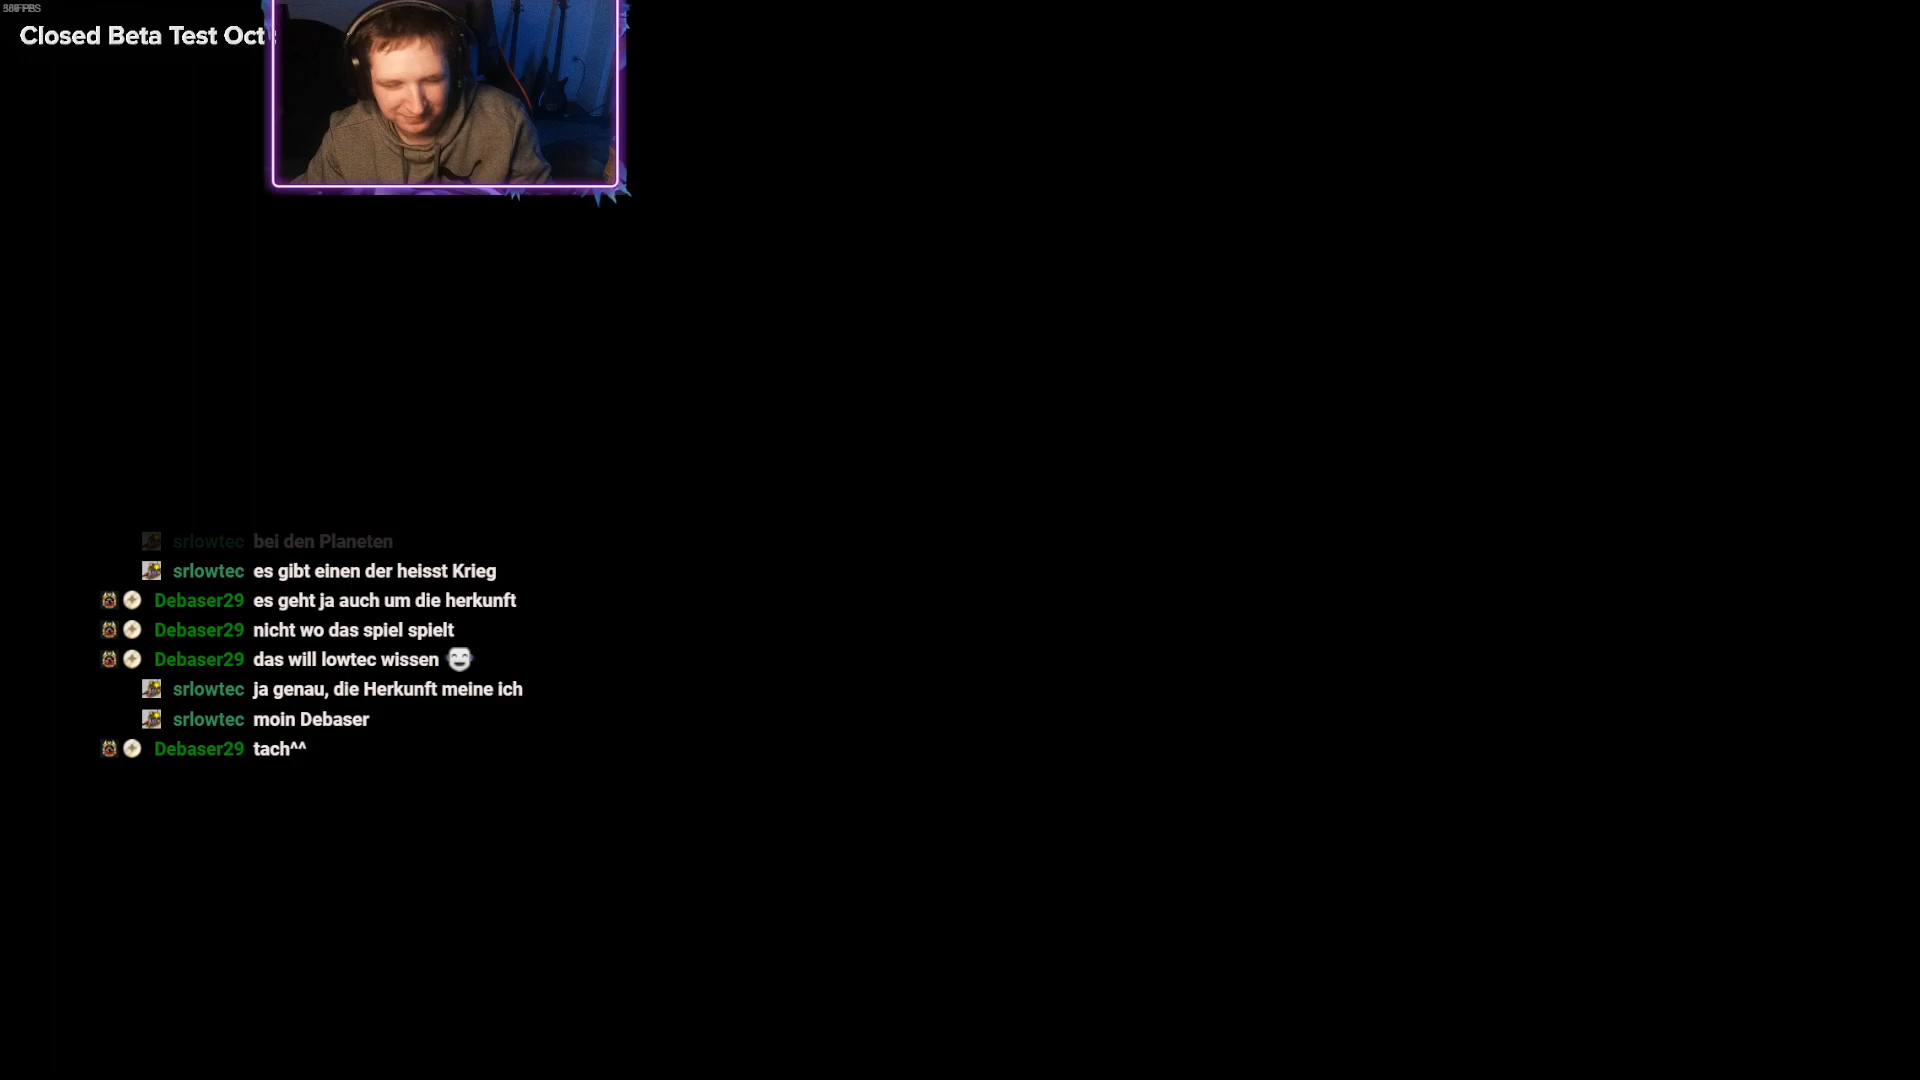 Closed Beta Test Oct
srlowtec bei den Planeten
srlowtec es gibt einen der heisst Krieg
Debaser29 es geht ja auch um die herkunft
Debaser29 nicht wo das spiel spielt
Debaser29 das will lowtec wissen
srlowtec ja genau, die Herkunft meine ich
srlowtec moin Debaser
Debaser29 tach^^